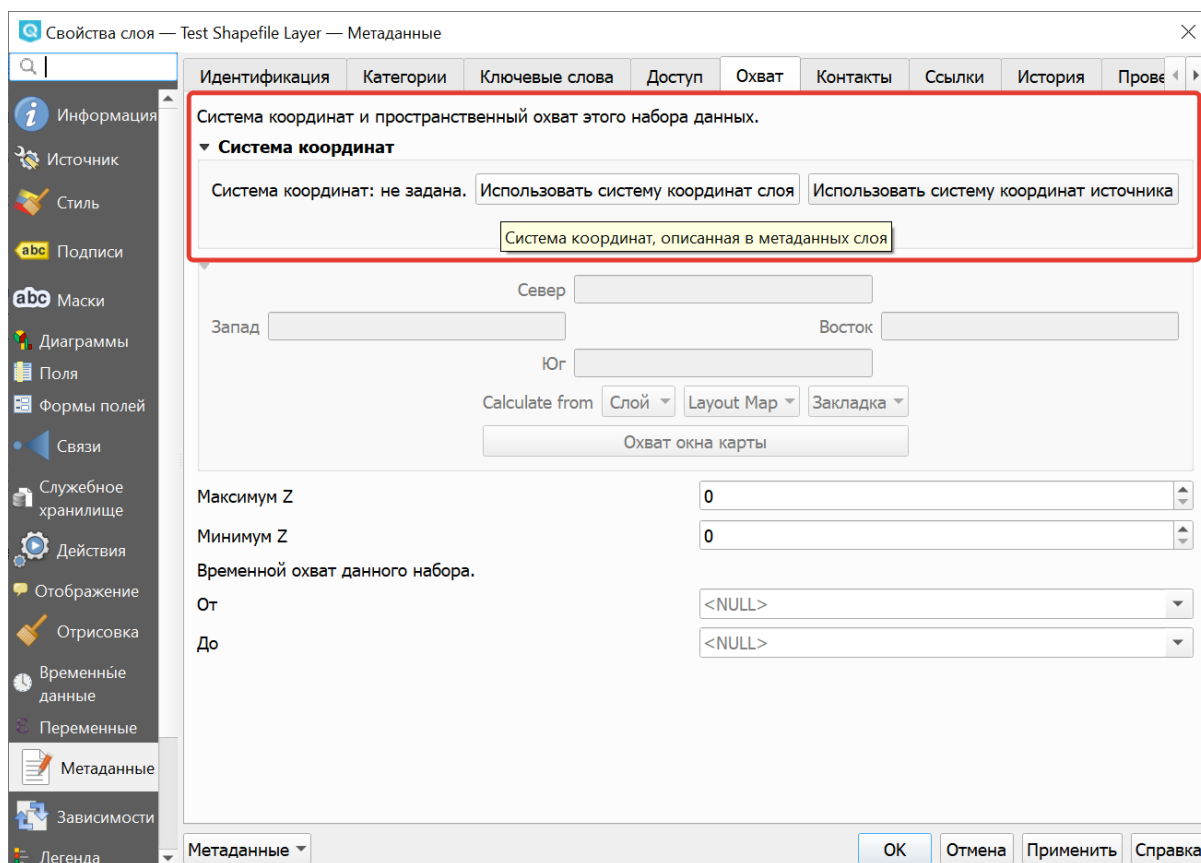 Свойства слоя — Test Shapefile Layer — Метаданные
Идентификация Категории Ключевые слова Доступ Охват Контакты Ссылки История Прове
Информация
Источник
Стиль
abc Подписи
abc Маски
Диаграммы
Поля
Формы полей
Связи
Служебное
хранилище
Действия
Отображение
Отрисовка
Временны́е
данные
Переменные
Метаданные
Зависимости
Легенда
Система координат и пространственный охват этого набора данных.
Система координат
Система координат: не задана. Использовать систему координат слоя Использовать систему координат источника
Система координат, описанная в метаданных слоя
Север
Запад Восток
Юг
Calculate from Слой Layout Map Закладка
Охват окна карты
Максимум Z 0
Минимум Z 0
Временной охват данного набора.
От <NULL>
До <NULL>
Метаданные OK Отмена Применить Справка